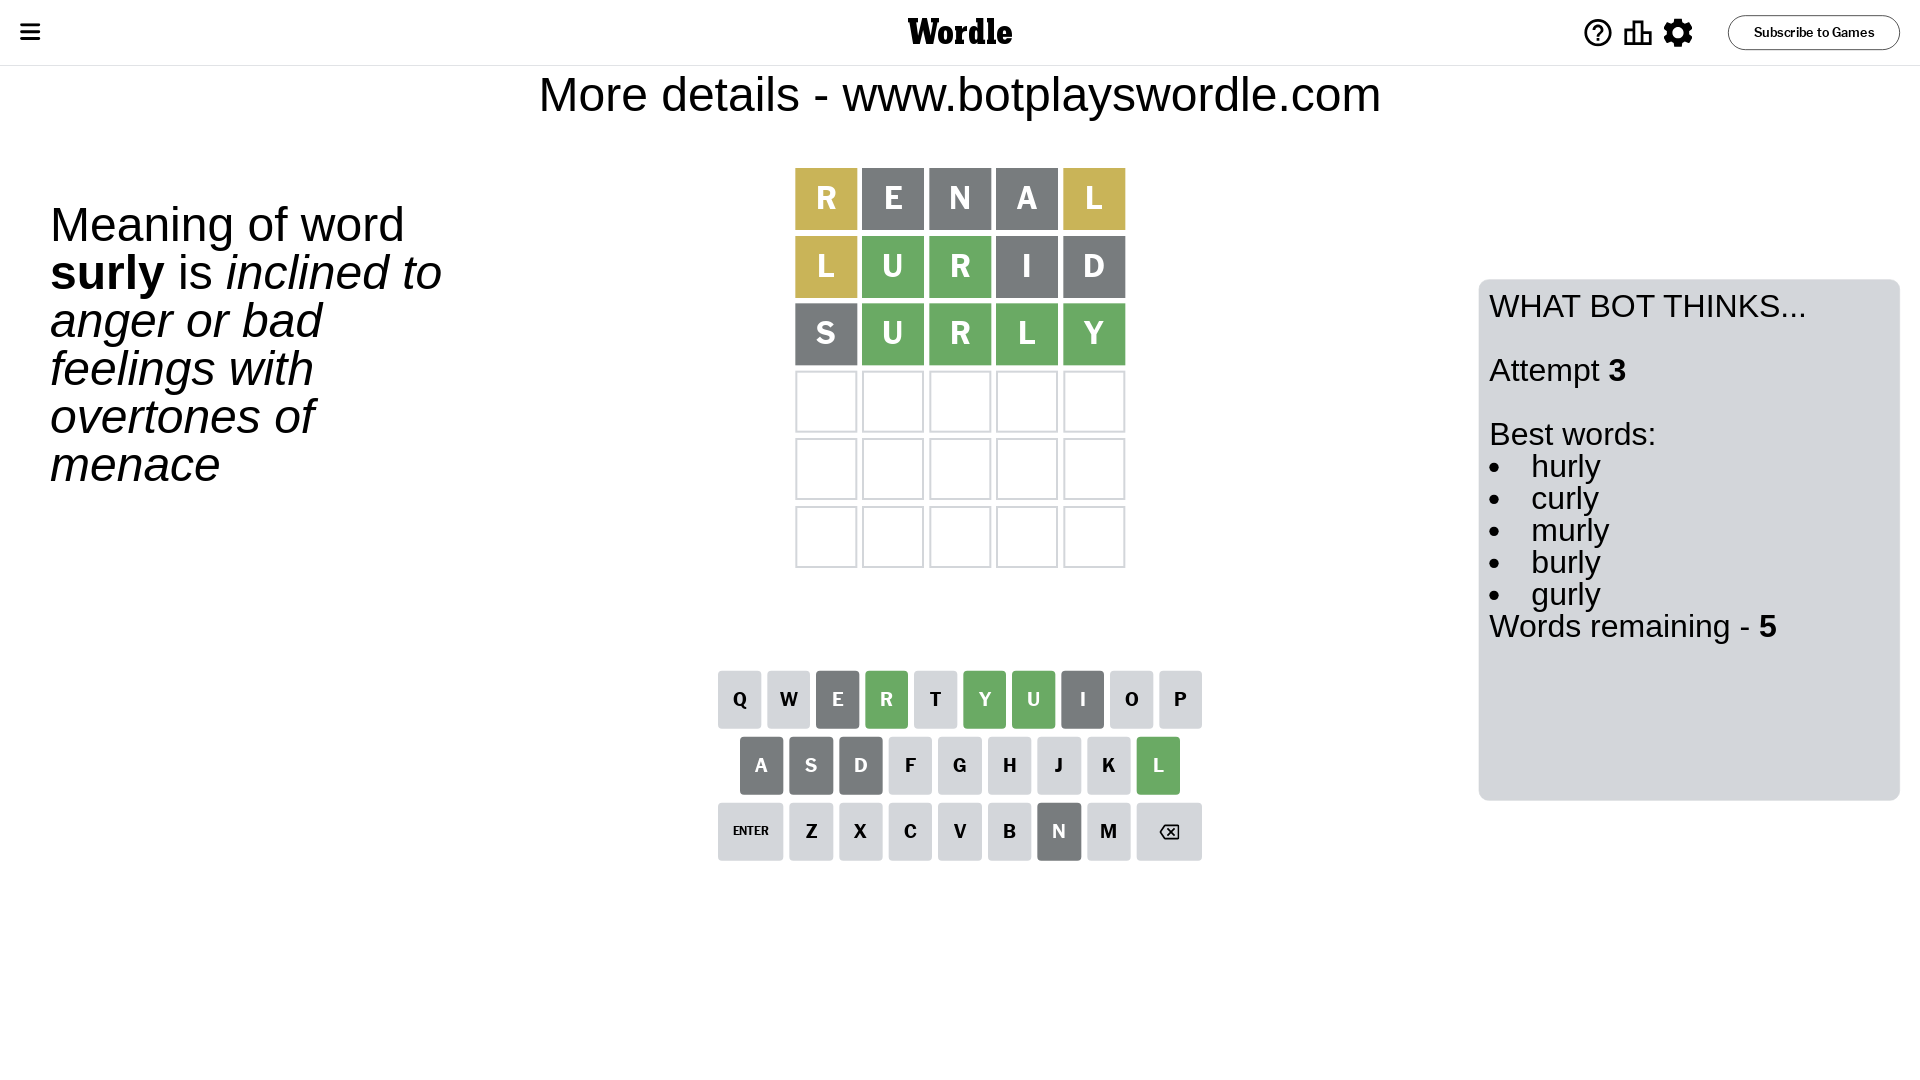 Wordle
Subscribe to Games
More details - www.botplayswordle.com
Meaning of word
surly is inclined to
anger or bad
feelings with
overtones of
menace
R E N A L
L U R I D
S U R L Y
WHAT BOT THINKS...
Attempt 3
Best words:
• hurly
• curly
• murly
• burly
• gurly
Words remaining - 5
Q W E R T Y U I O P
A S D F G H J K L
ENTER Z X C V B N M